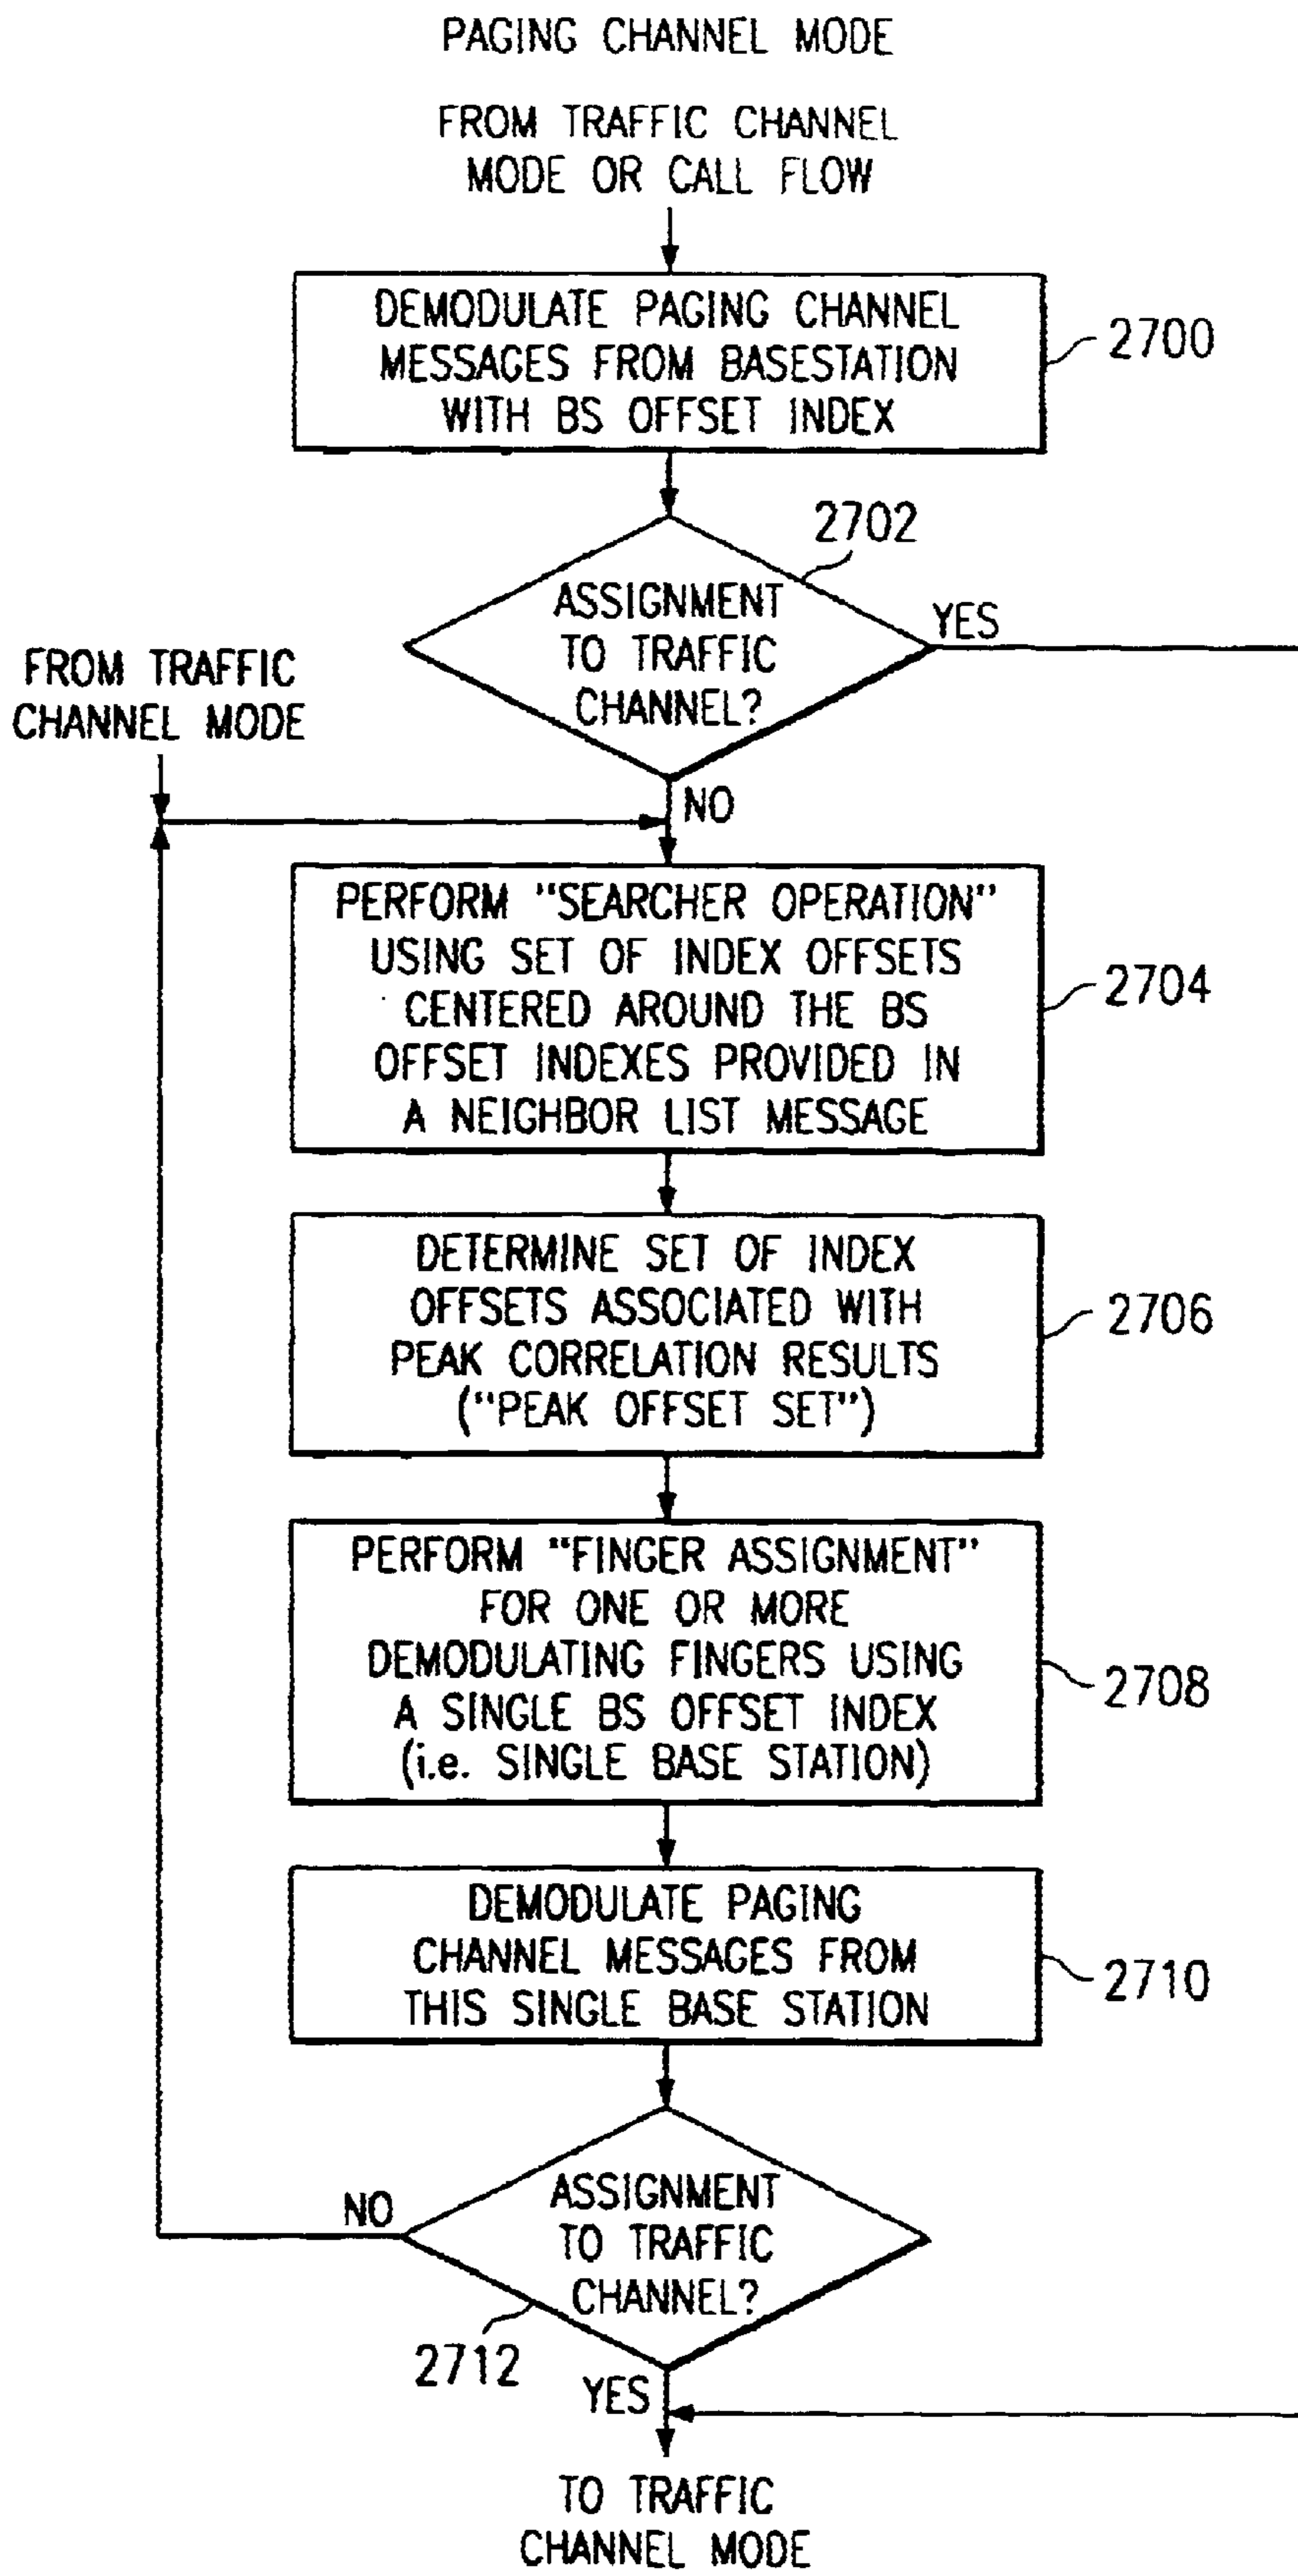 PAGING CHANNEL MODE
FROM TRAFFIC CHANNEL
MODE OR CALL FLOW
DEMODULATE PAGING CHANNEL
MESSAGES FROM BASESTATION
WITH BS OFFSET INDEX
2700
2702
ASSIGNMENT
TO TRAFFIC
CHANNEL?
YES
FROM TRAFFIC
CHANNEL MODE
NO
PERFORM "SEARCHER OPERATION"
USING SET OF INDEX OFFSETS
CENTERED AROUND THE BS
OFFSET INDEXES PROVIDED IN
A NEIGHBOR LIST MESSAGE
2704
DETERMINE SET OF INDEX
OFFSETS ASSOCIATED WITH
PEAK CORRELATION RESULTS
("PEAK OFFSET SET")
2706
PERFORM "FINGER ASSIGNMENT"
FOR ONE OR MORE
DEMODULATING FINGERS USING
A SINGLE BS OFFSET INDEX
(i.e. SINGLE BASE STATION)
2708
DEMODULATE PAGING
CHANNEL MESSAGES FROM
THIS SINGLE BASE STATION
2710
NO
ASSIGNMENT
TO TRAFFIC
CHANNEL?
2712
YES
TO TRAFFIC
CHANNEL MODE